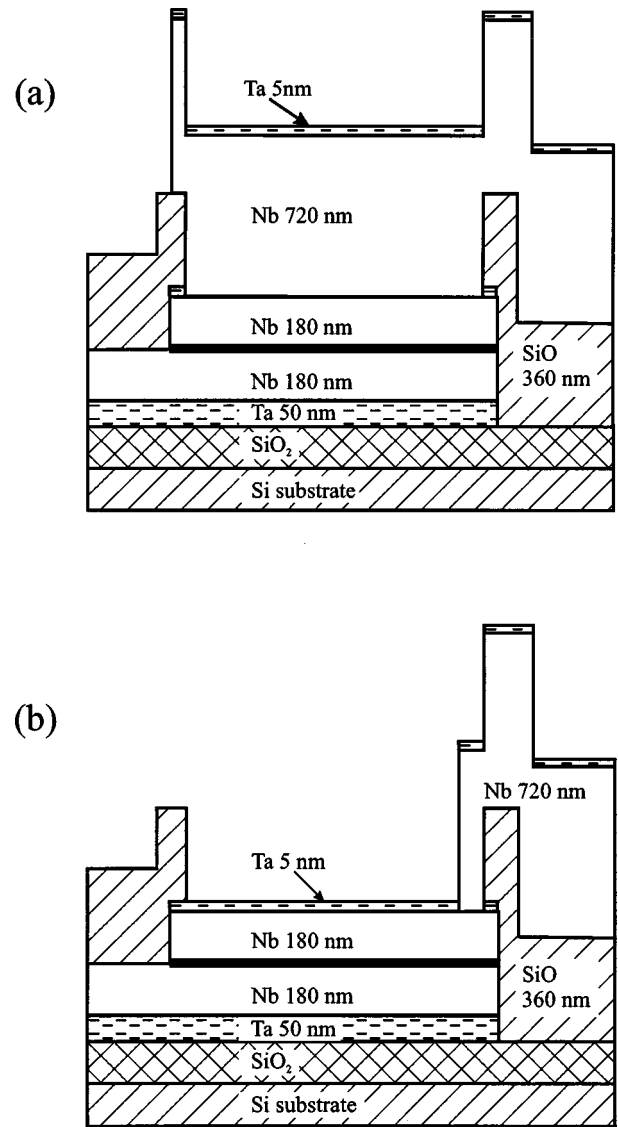 (a)
Ta 5nm
Nb 720 nm
Nb 180 nm
Nb 180 nm
SiO
360 nm
Ta 50 nm
SiO₂
Si substrate
(b)
Nb 720 nm
Ta 5 nm
Nb 180 nm
Nb 180 nm
SiO
360 nm
Ta 50 nm
SiO₂
Si substrate